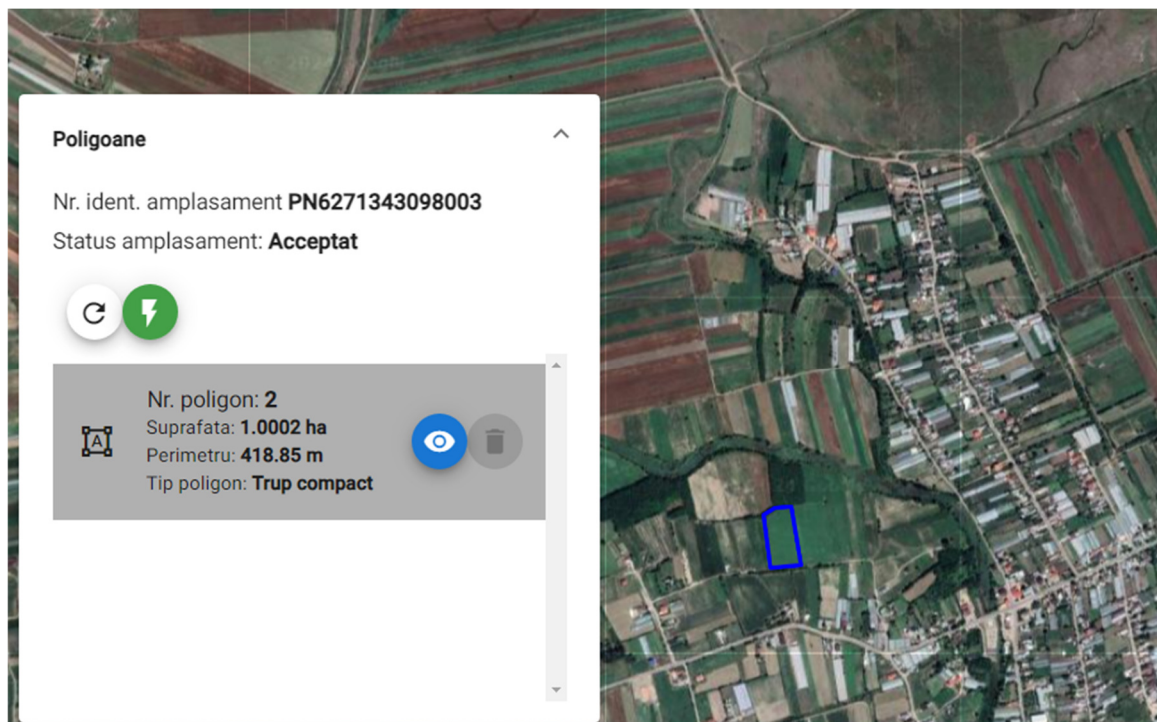 Poligoane
Nr. ident. amplasament PN6271343098003
Status amplasament: Acceptat
A
Nr. poligon: 2
Suprafata: 1.0002 ha
Perimetru: 418.85 m
Tip poligon: Trup compact